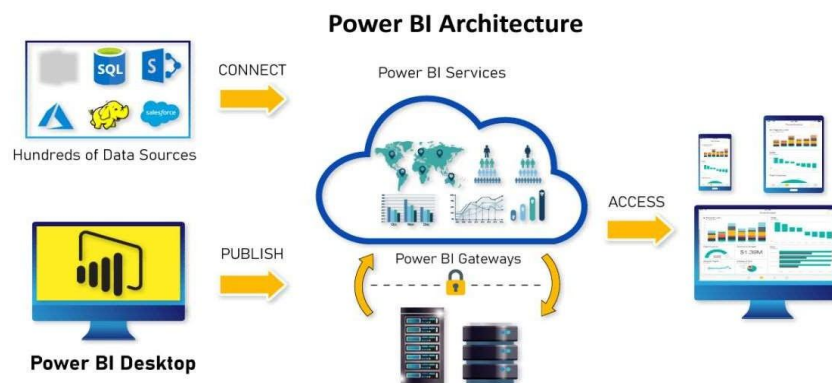 Power BI Architecture
CONNECT
Power BI Services
SQL
S
salesforce
Hundreds of Data Sources
ACCESS
PUBLISH
Power BI Gateways
Power BI Desktop